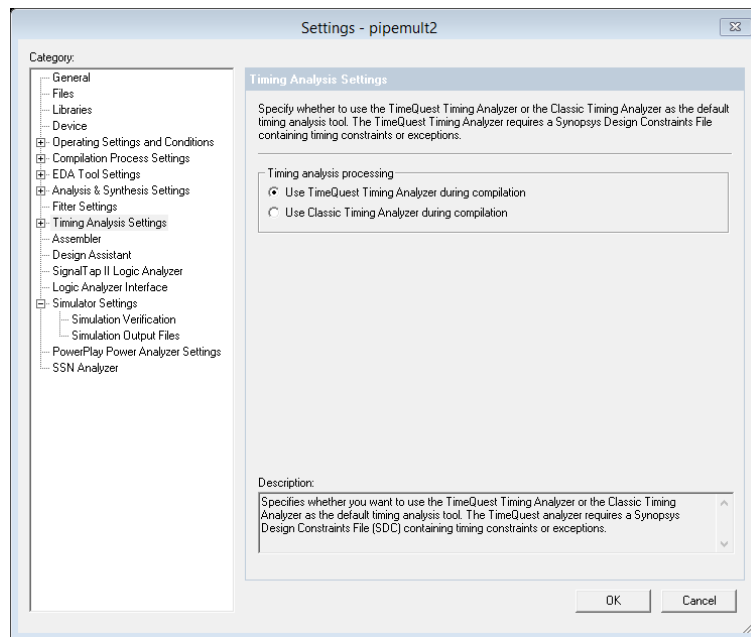 Settings - pipemult2
Category:
General
Files
Libraries
Device
Operating Settings and Conditions
Compilation Process Settings
EDA Tool Settings
Analysis & Synthesis Settings
Fitter Settings
Timing Analysis Settings
Assembler
Design Assistant
SignalTap II Logic Analyzer
Logic Analyzer Interface
Simulator Settings
Simulation Verification
Simulation Output Files
PowerPlay Power Analyzer Settings
SSN Analyzer
Timing Analysis Settings
Specify whether to use the TimeQuest Timing Analyzer or the Classic Timing Analyzer as the default
timing analysis tool. The TimeQuest Timing Analyzer requires a Synopsys Design Constraints File
containing timing constraints or exceptions.
Timing analysis processing
Use TimeQuest Timing Analyzer during compilation
Use Classic Timing Analyzer during compilation
Description:
Specifies whether you want to use the TimeQuest Timing Analyzer or the Classic Timing
Analyzer as the default timing analysis tool. The TimeQuest analyzer requires a Synopsys
Design Constraints File (SDC) containing timing constraints or exceptions.
OK
Cancel